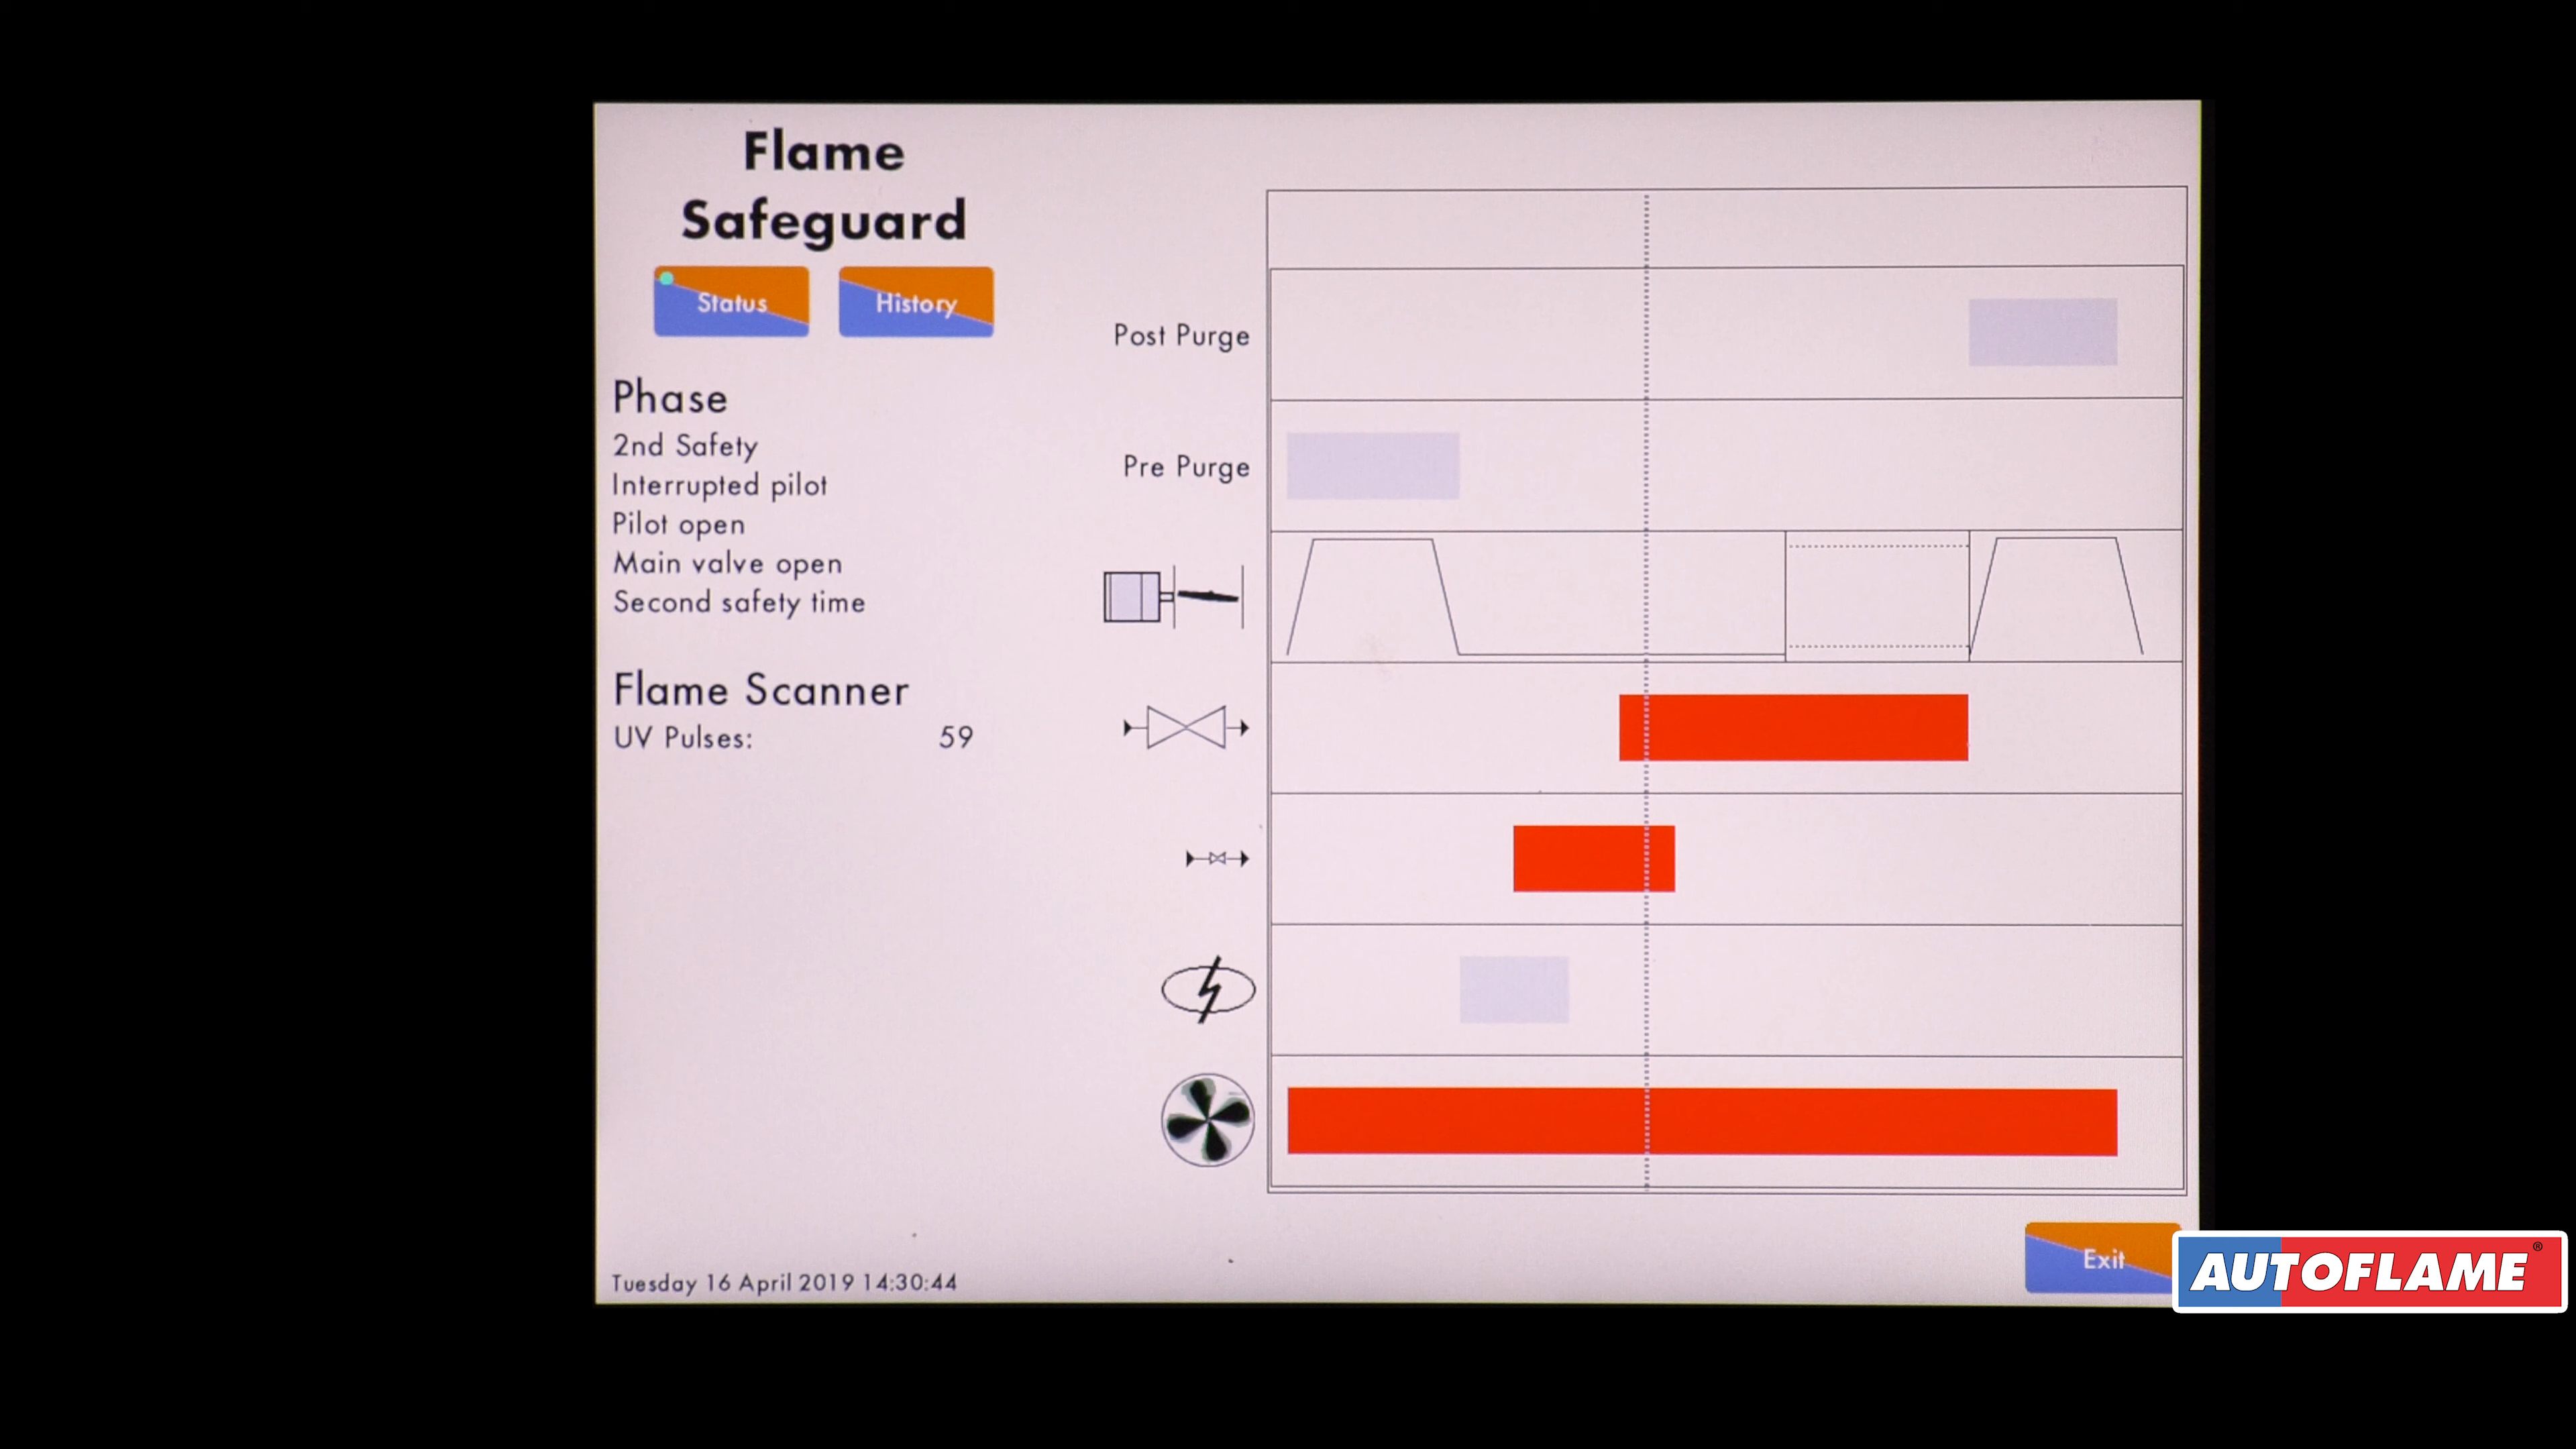 Flame
Safeguard
Status
History
Phase
2nd Safety
Interrupted pilot
Pilot open
Main valve open
Second safety time
Flame Scanner
UV Pulses: 59
Post Purge
Pre Purge
Tuesday 16 April 2019 14:30:44
Exit
AUTOFLAME®